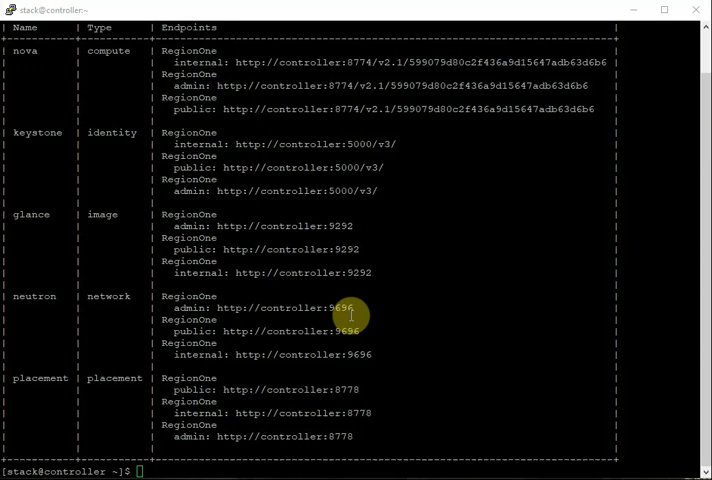 stack@controller:~
| Name | Type | Endpoints |
| nova | compute | RegionOne |
| | | internal: http://controller:8774/v2.1/599079d80c2f436a9d15647adb63d6b6 |
| | | RegionOne |
| | | admin: http://controller:8774/v2.1/599079d80c2f436a9d15647adb63d6b6 |
| | | RegionOne |
| | | public: http://controller:8774/v2.1/599079d80c2f436a9d15647adb63d6b6 |
| | | |
| keystone | identity | RegionOne |
| | | internal: http://controller:5000/v3/ |
| | | RegionOne |
| | | public: http://controller:5000/v3/ |
| | | RegionOne |
| | | admin: http://controller:5000/v3/ |
| | | |
| glance | image | RegionOne |
| | | admin: http://controller:9292 |
| | | RegionOne |
| | | public: http://controller:9292 |
| | | RegionOne |
| | | internal: http://controller:9292 |
| | | |
| neutron | network | RegionOne |
| | | admin: http://controller:9696 |
| | | RegionOne |
| | | public: http://controller:9696 |
| | | RegionOne |
| | | internal: http://controller:9696 |
| | | |
| placement | placement | RegionOne |
| | | public: http://controller:8778 |
| | | RegionOne |
| | | internal: http://controller:8778 |
| | | RegionOne |
| | | admin: http://controller:8778 |
| | | |
[stack@controller ~]$